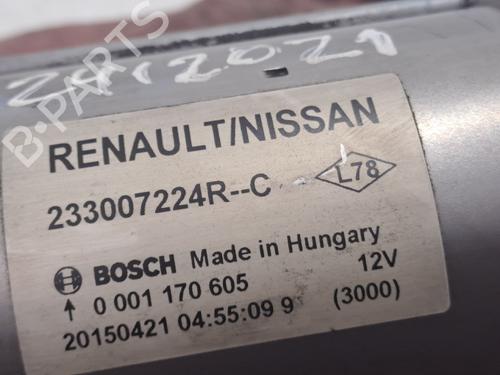 RENAULT/NISSAN
233007224R--C
L78
BOSCH Made in Hungary
0 001 170 605
12V
20150421 04:55:09 9
(3000)
B-PARTS